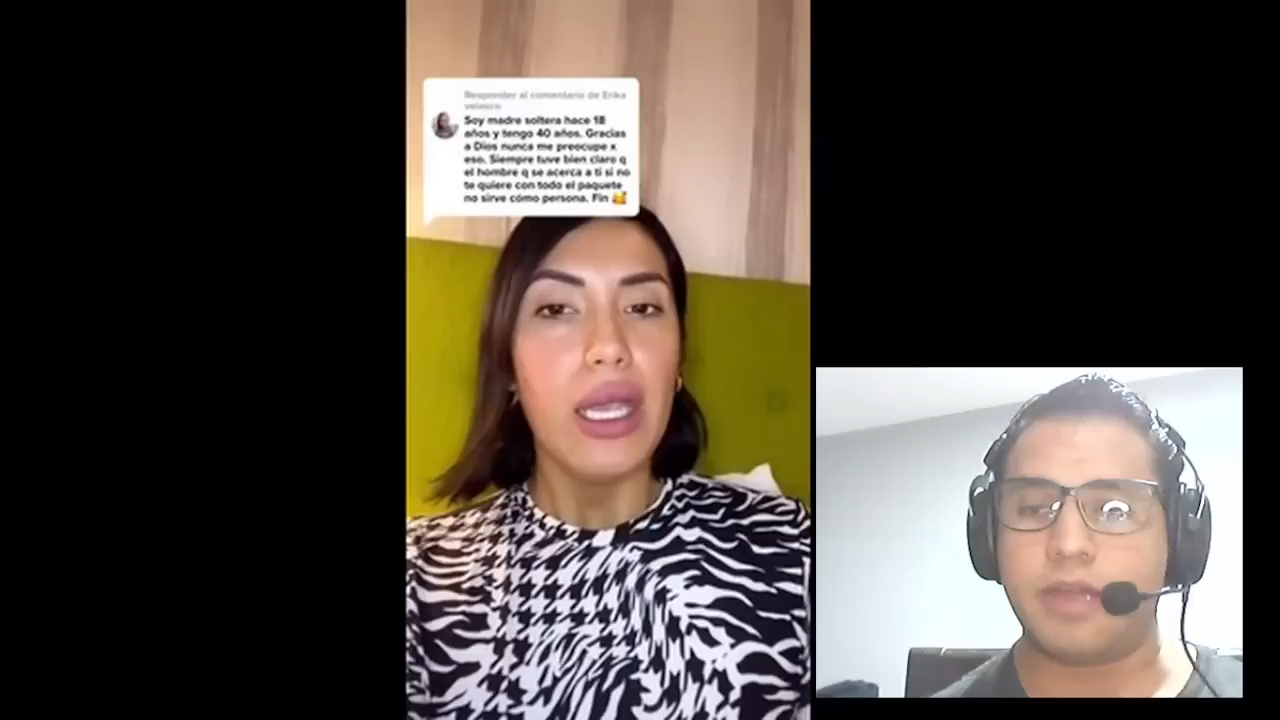 Responder al comentario de Erika
velasco
Soy madre soltera hace 18
años y tengo 40 años. Gracias
a Dios nunca me preocupe x
eso. Siempre tuve bien claro q
el hombre q se acerca a ti si no
te quiere con todo el paquete
no sirve cómo persona. Fin 🥰